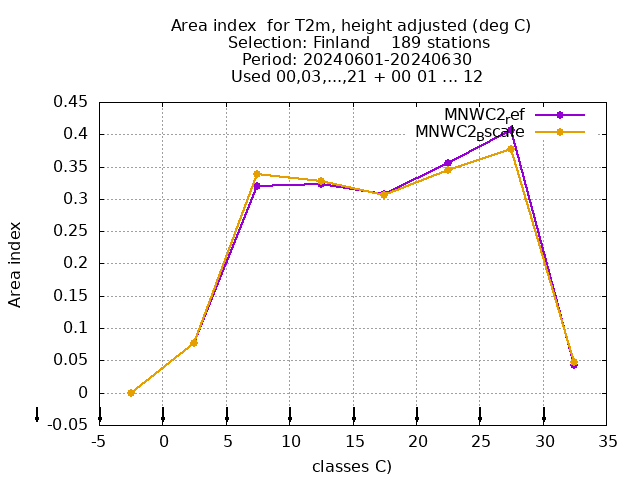 Area index  for T2m, height adjusted (deg C)
Selection: Finland    189 stations
Period: 20240601-20240630
Used 00,03,...,21 + 00 01 ... 12
MNWC2_ref
MNWC2_Bscale
Area index
0.45
0.4
0.35
0.3
0.25
0.2
0.15
0.1
0.05
0
-0.05
-5 0 5 10 15 20 25 30 35
classes C)